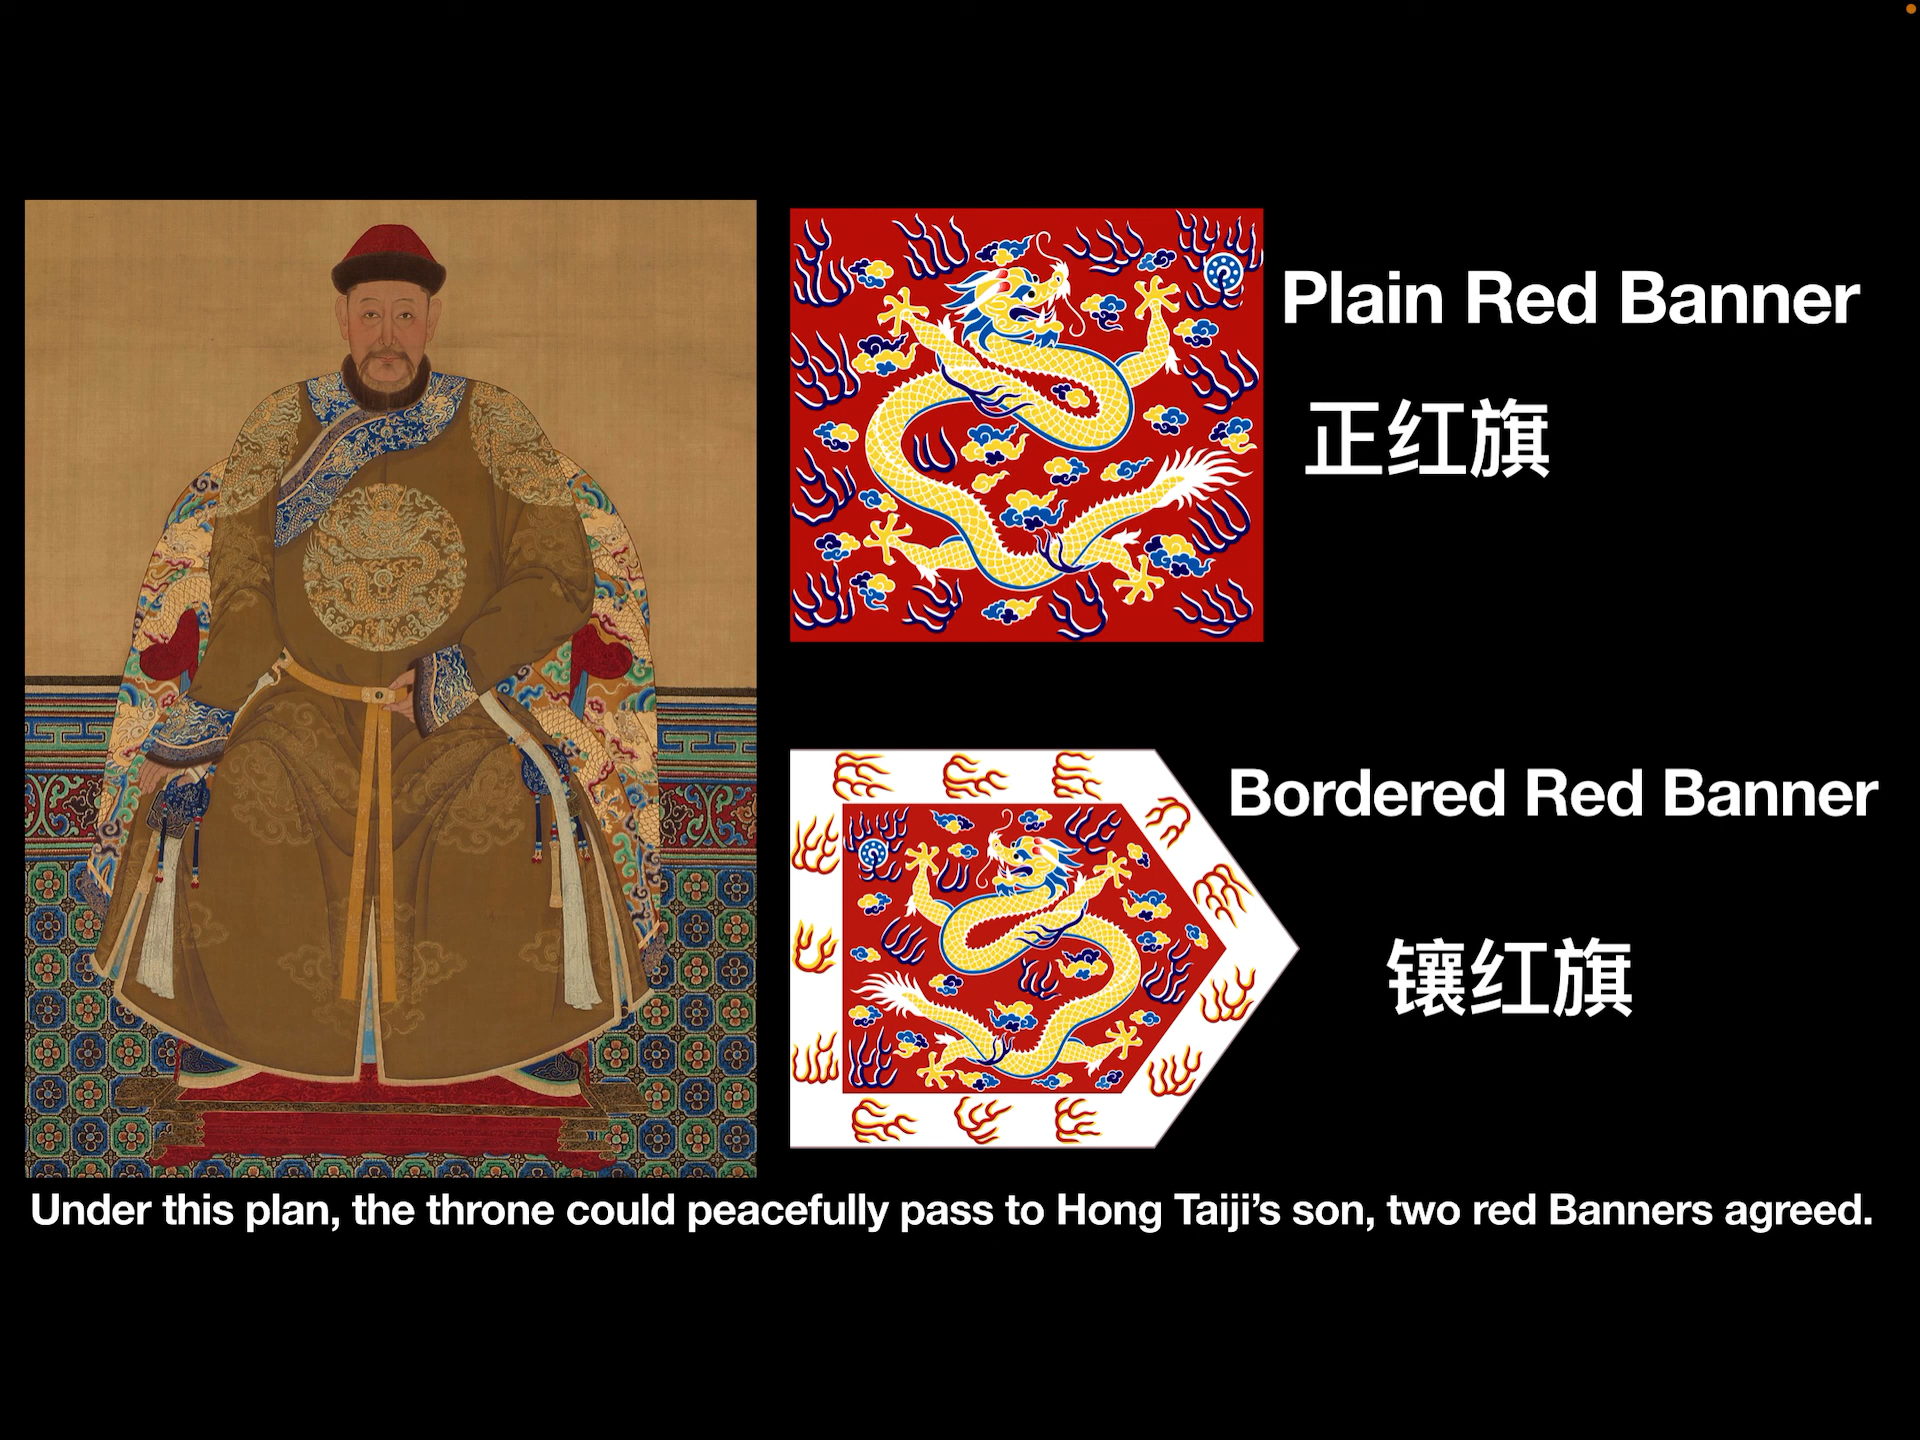 Plain Red Banner
正红旗
Bordered Red Banner
镶红旗
Under this plan, the throne could peacefully pass to Hong Taiji’s son, two red Banners agreed.